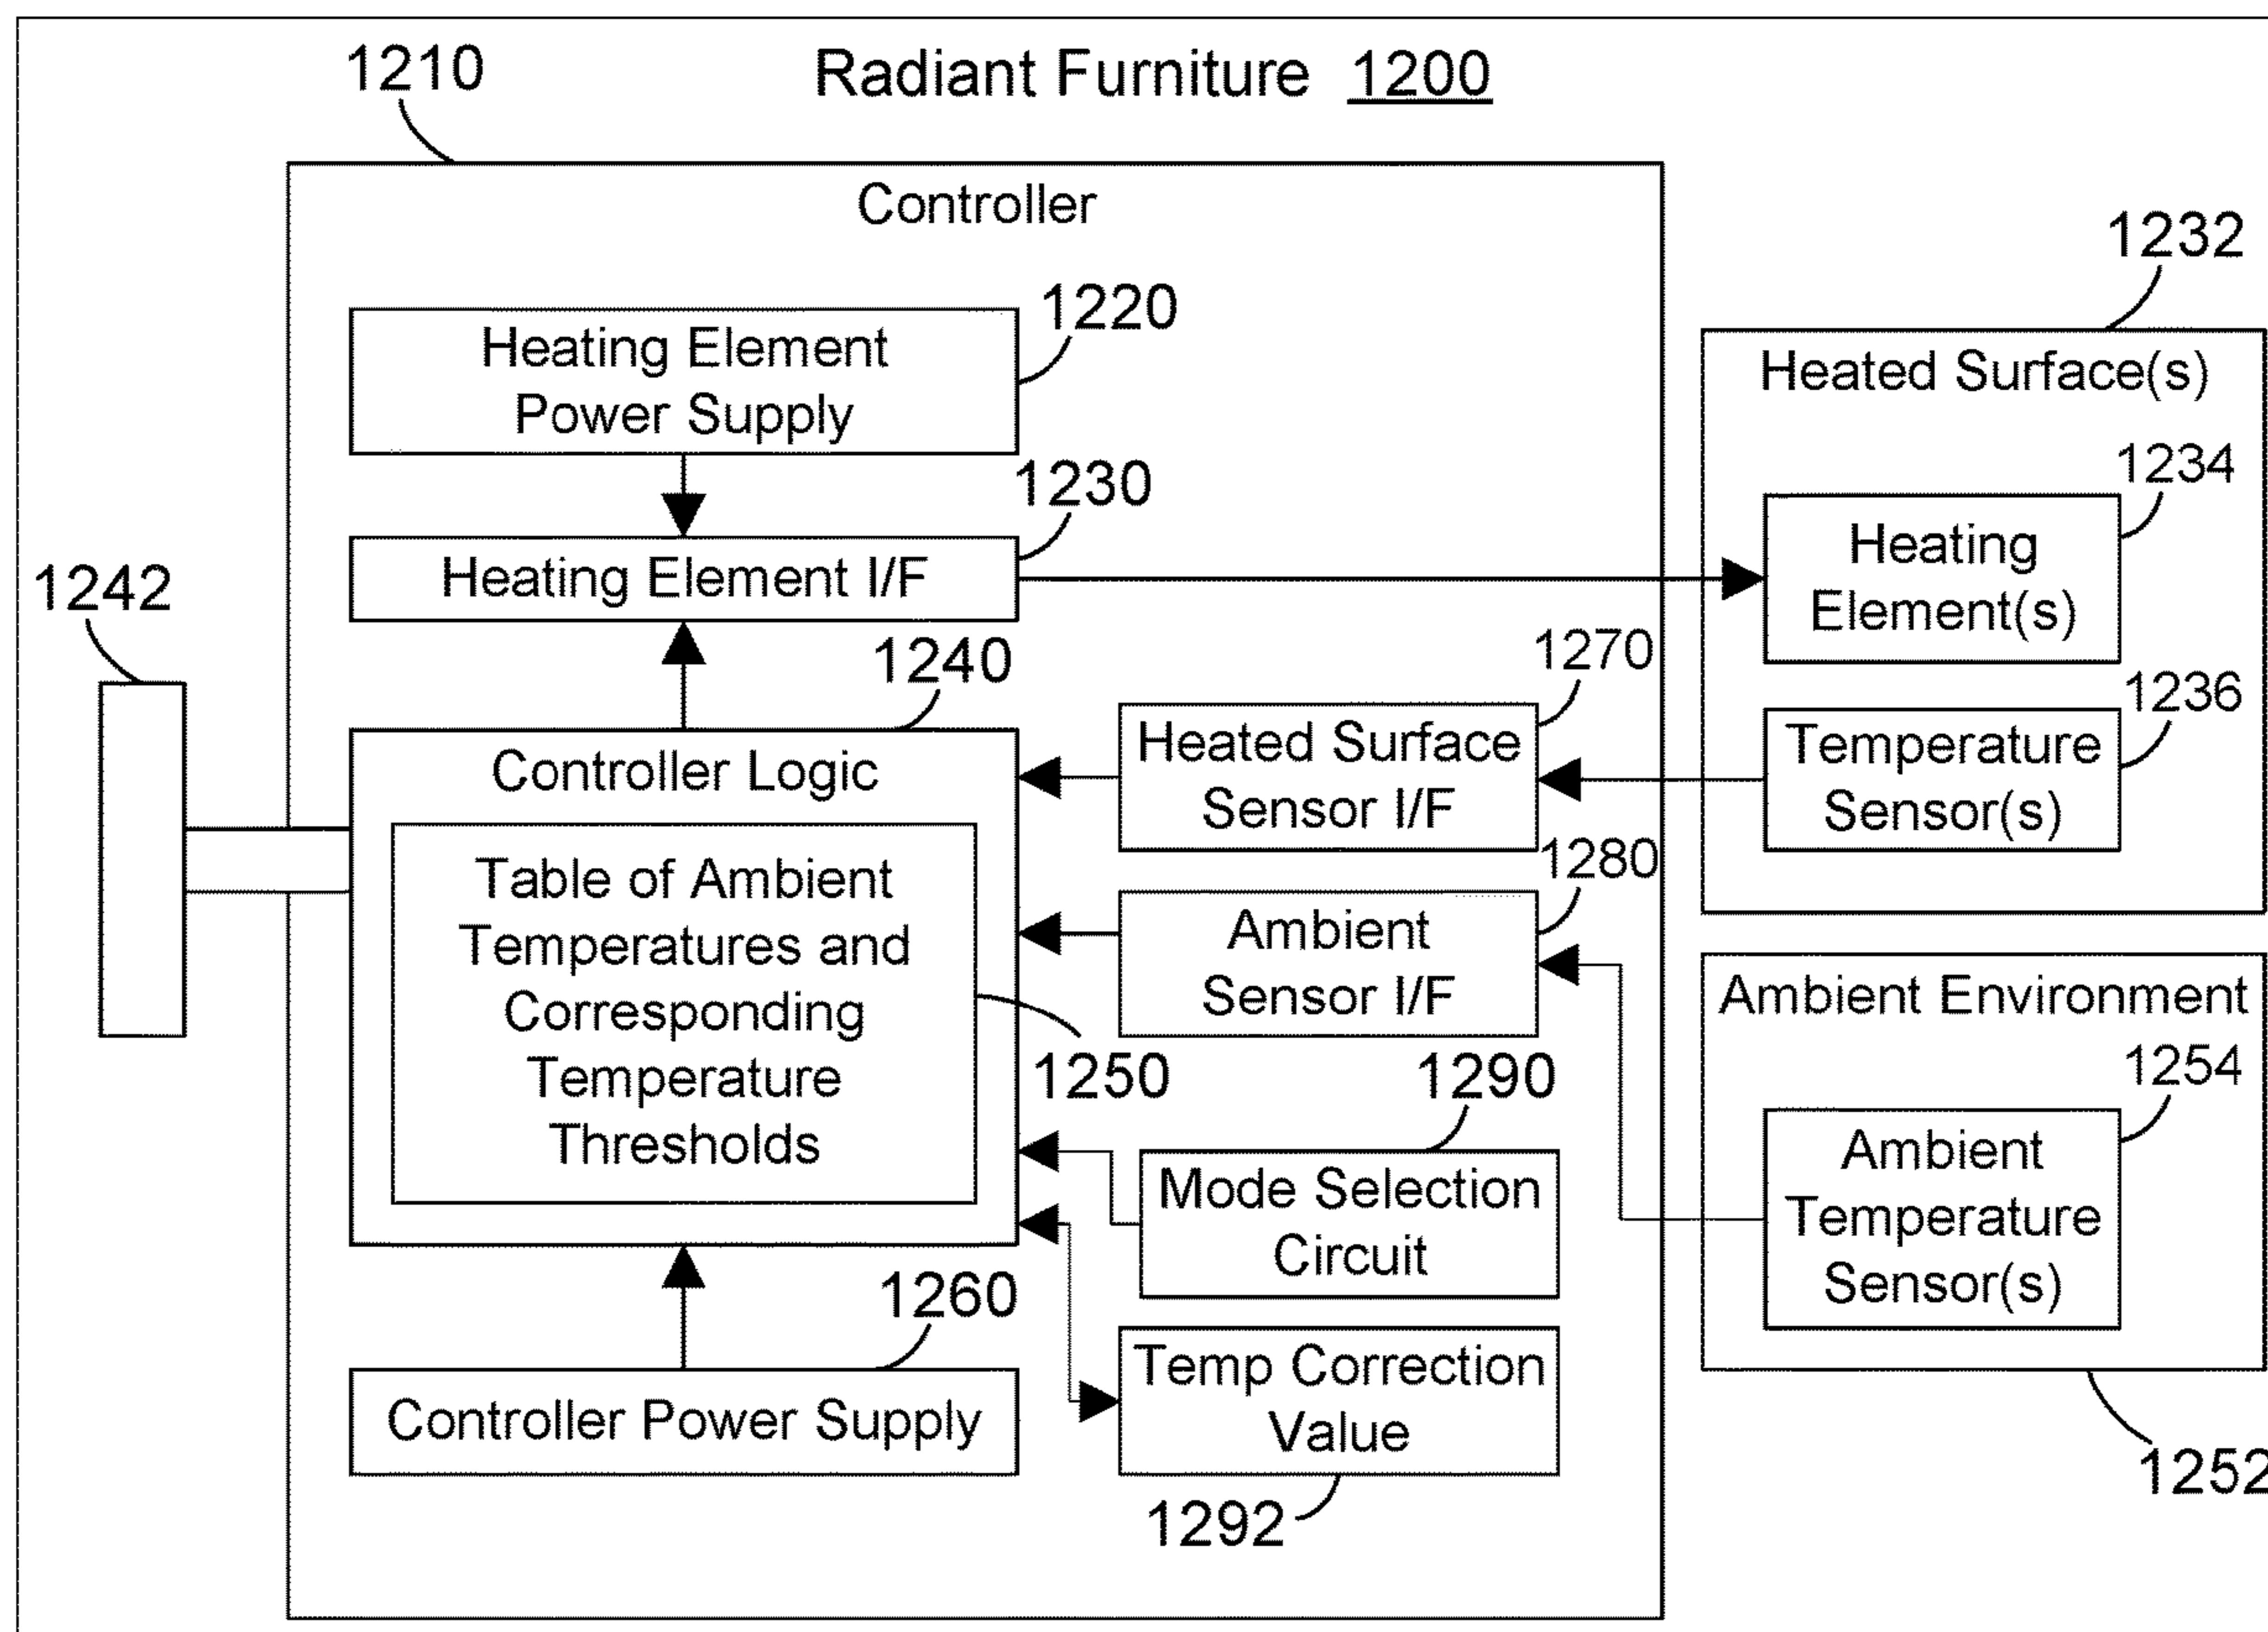 Radiant Furniture 1200
1210
Controller
1220
Heating Element
Power Supply
1230
Heating Element I/F
1232
Heated Surface(s)
1234
Heating
Element(s)
1236
Temperature
Sensor(s)
1242
1240
Controller Logic
Table of Ambient
Temperatures and
Corresponding
Temperature
Thresholds
1250
1270
Heated Surface
Sensor I/F
1280
Ambient
Sensor I/F
1290
Mode Selection
Circuit
Temp Correction
Value
1292
1260
Controller Power Supply
Ambient Environment
1254
Ambient
Temperature
Sensor(s)
1252